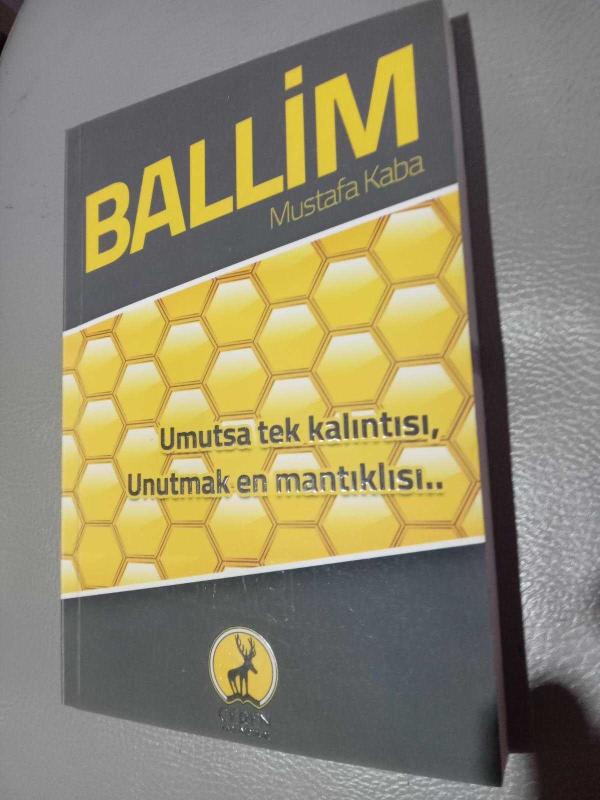 BALLİM
Mustafa Kaba
Umutsa tek kalıntısı,
Unutmak en mantıklısı..